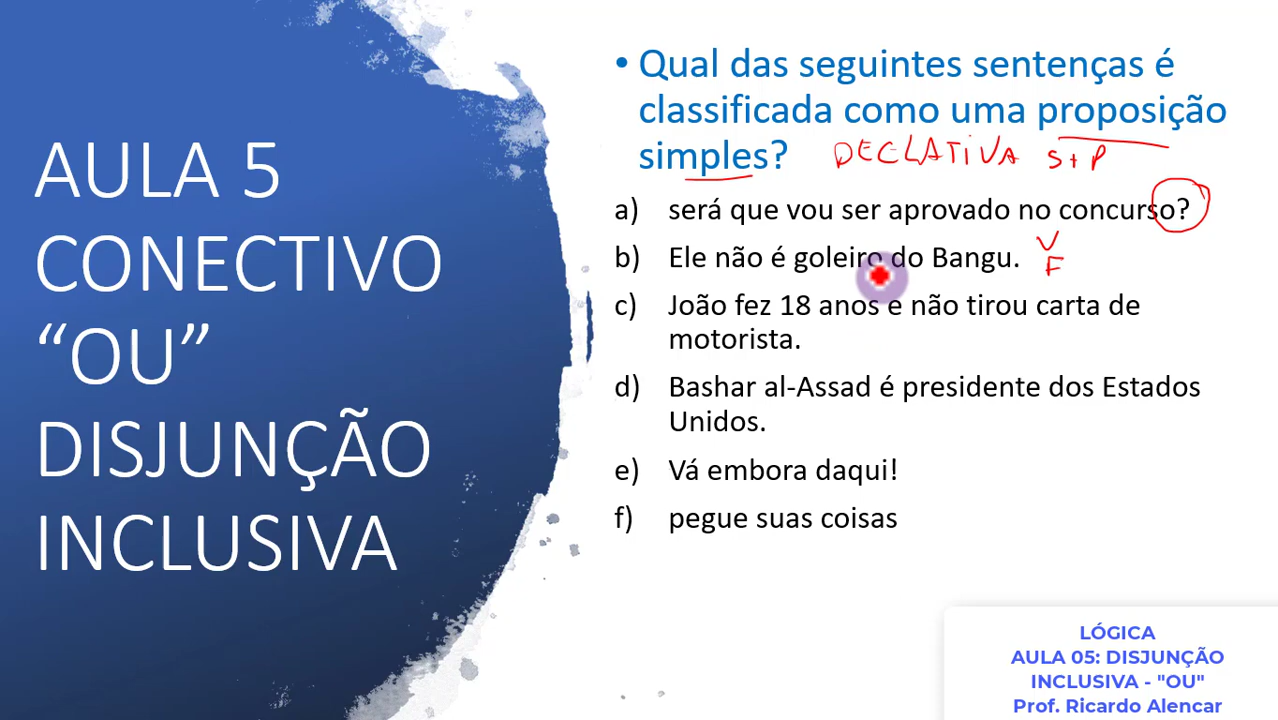 AULA 5
CONECTIVO
“OU”
DISJUNÇÃO
INCLUSIVA
• Qual das seguintes sentenças é
classificada como uma proposição
simples? DECLATIVA S+P
a) será que vou ser aprovado no concurso?
b) Ele não é goleiro do Bangu. V F
c) João fez 18 anos e não tirou carta de
motorista.
d) Bashar al-Assad é presidente dos Estados
Unidos.
e) Vá embora daqui!
f) pegue suas coisas
LÓGICA
AULA 05: DISJUNÇÃO
INCLUSIVA - "OU"
Prof. Ricardo Alencar